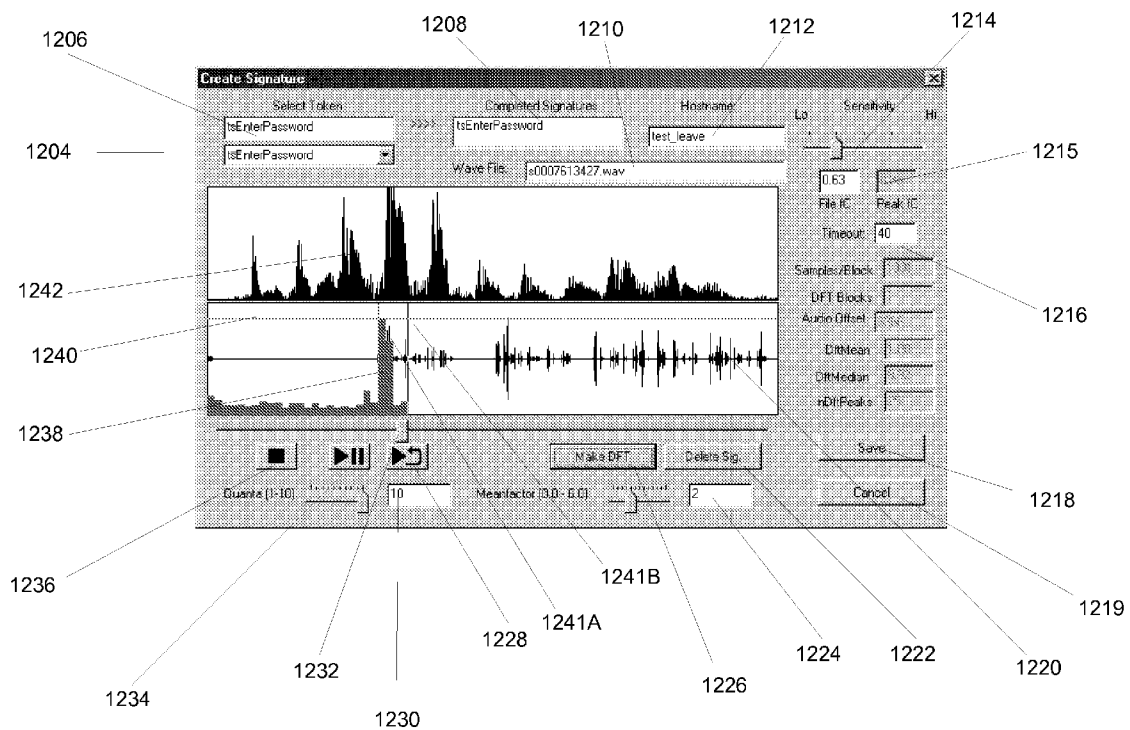 1206
1208
1210
1212
1214
Create Signature
Select Token
Completed Signatures
Hostname:
Sensitivity
Lo
Hi
tsEnterPassword
>>>>
tsEnterPassword
test_leave
1204
tsEnterPassword
Wave File:
s0007613427.wav
1215
0.63
File fC
Peak fC
Timeout:
40
Samples/Block
1242
DFT Blocks
1216
Audio Offset
1240
DftMean
DftMedian
nDftPeaks
1238
Save
Make DFT
Delete Sig.
Quanta (1-10)
10
Meanfactor (0.0 - 6.0)
2
Cancel
1218
1236
1241B
1219
1241A
1228
1224
1222
1220
1232
1226
1234
1230